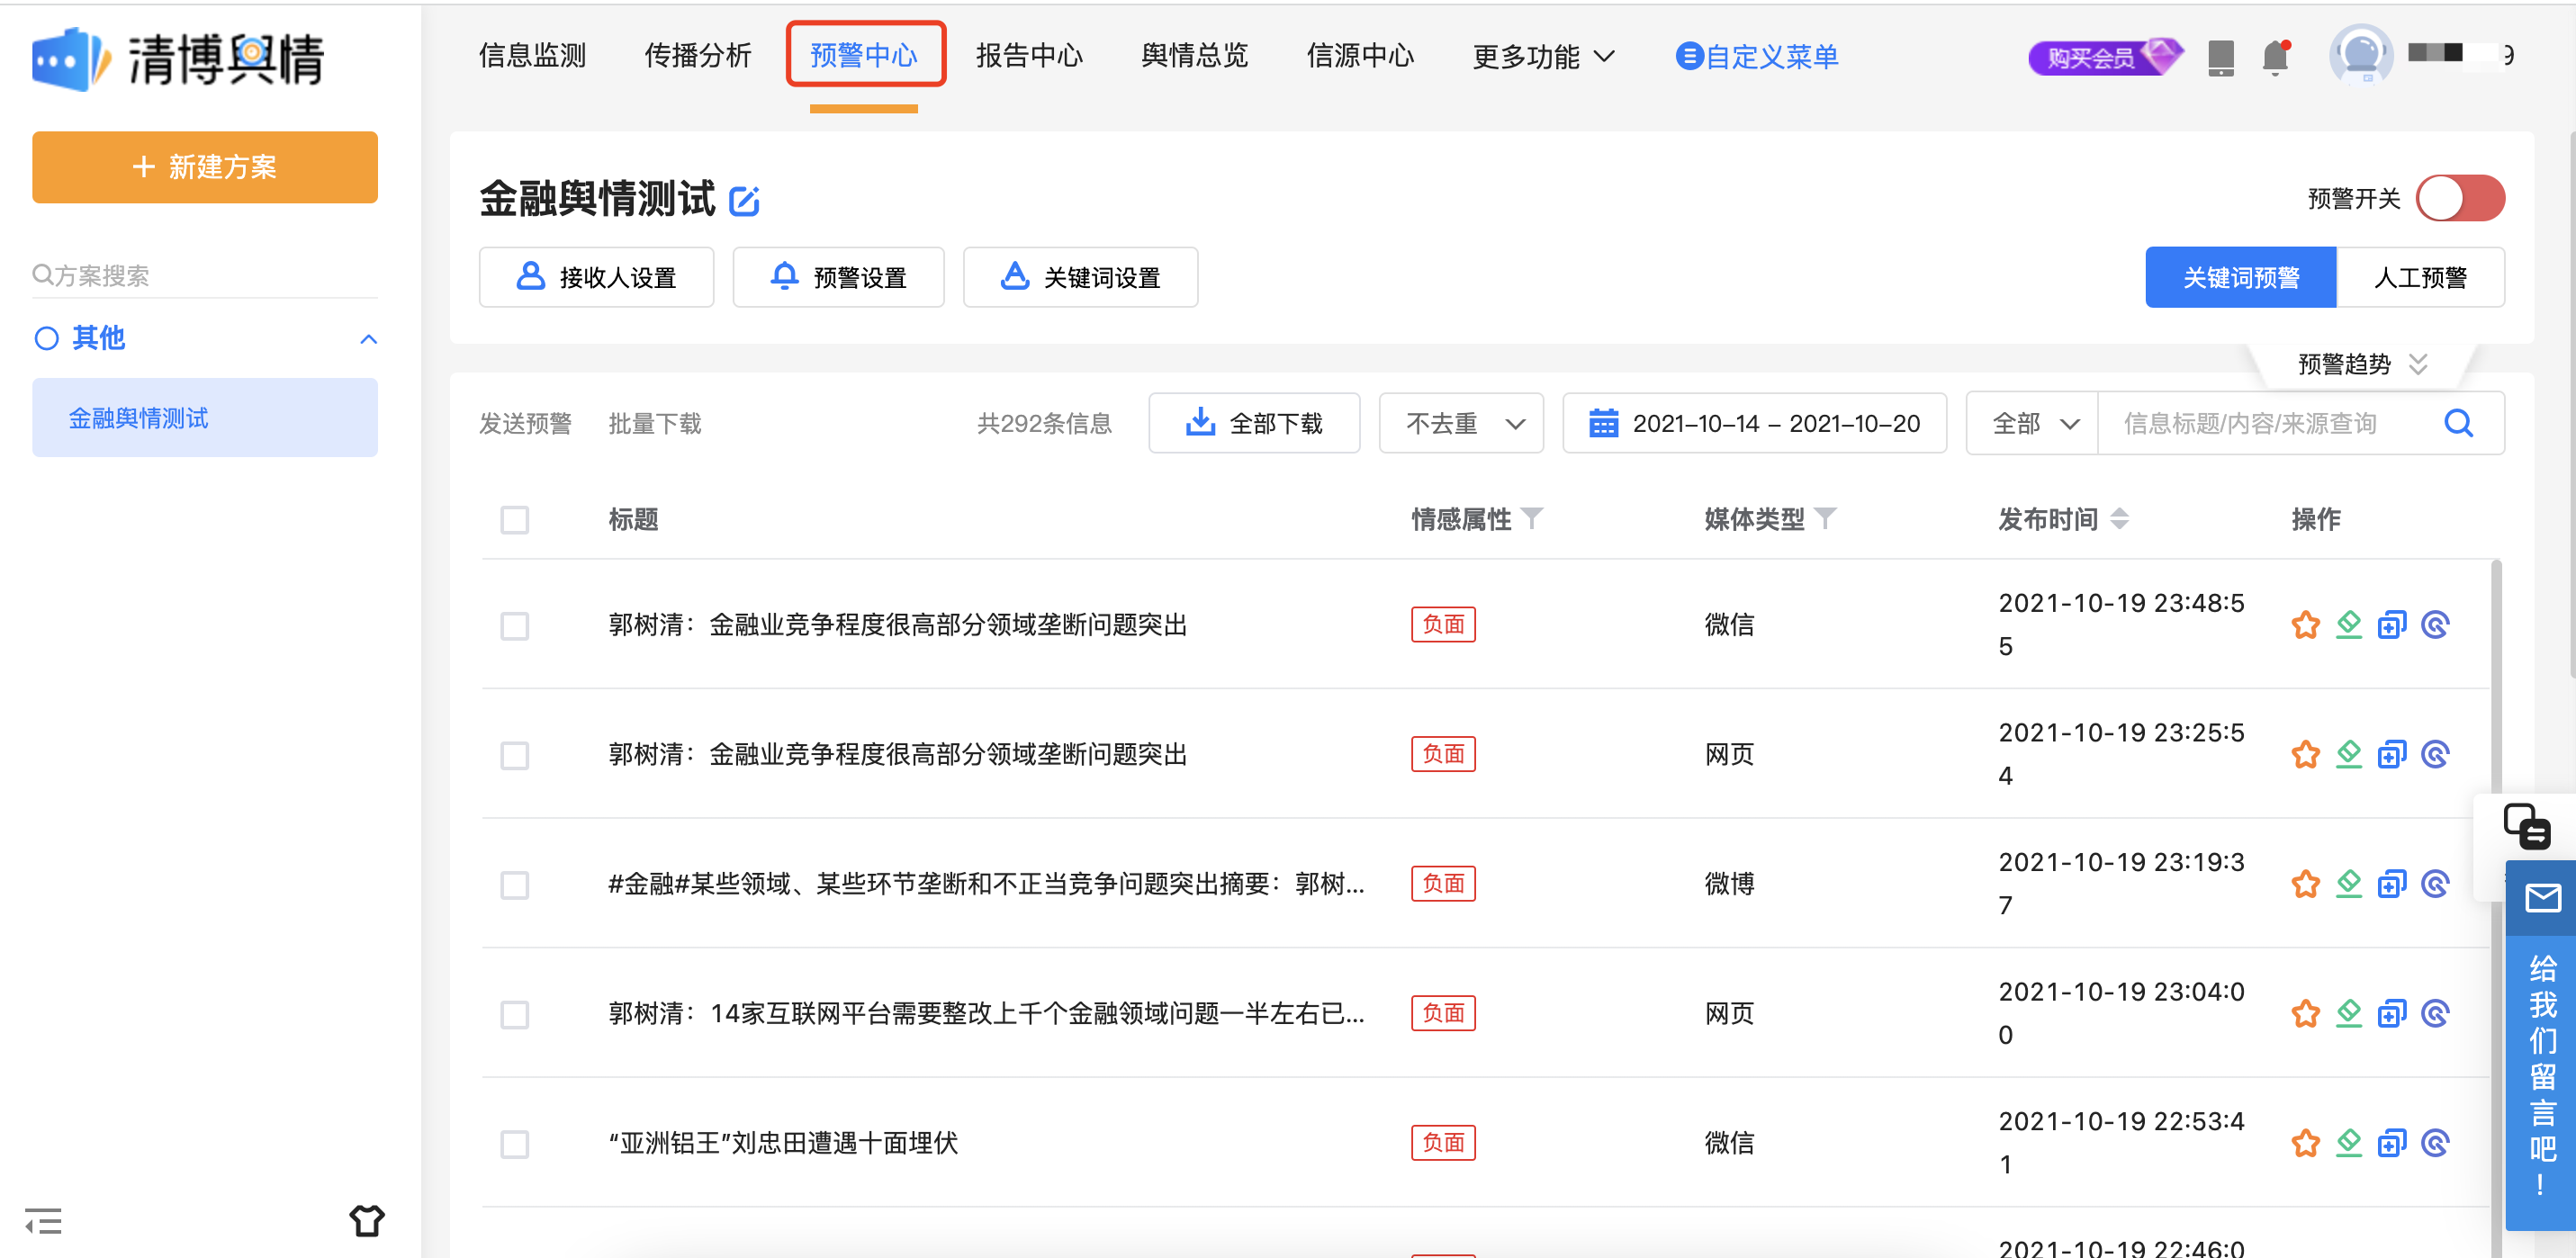 清博舆情
信息监测 传播分析 预警中心 报告中心 舆情总览 信源中心 更多功能 自定义菜单 购买会员 9
+ 新建方案
方案搜索
其他
金融舆情测试
金融舆情测试
预警开关
接收人设置 预警设置 关键词设置
关键词预警 人工预警
预警趋势
发送预警 批量下载 共292条信息 全部下载 不去重 2021-10-14 - 2021-10-20 全部 信息标题/内容/来源查询
标题 情感属性 媒体类型 发布时间 操作
郭树清：金融业竞争程度很高部分领域垄断问题突出 负面 微信 2021-10-19 23:48:5
5
郭树清：金融业竞争程度很高部分领域垄断问题突出 负面 网页 2021-10-19 23:25:5
4
#金融#某些领域、某些环节垄断和不正当竞争问题突出摘要：郭树... 负面 微博 2021-10-19 23:19:3
7
郭树清：14家互联网平台需要整改上千个金融领域问题一半左右已... 负面 网页 2021-10-19 23:04:0
0
“亚洲铝王”刘忠田遭遇十面埋伏 负面 微信 2021-10-19 22:53:4
1
2021-10-19 22:46:0
给我们留言吧！